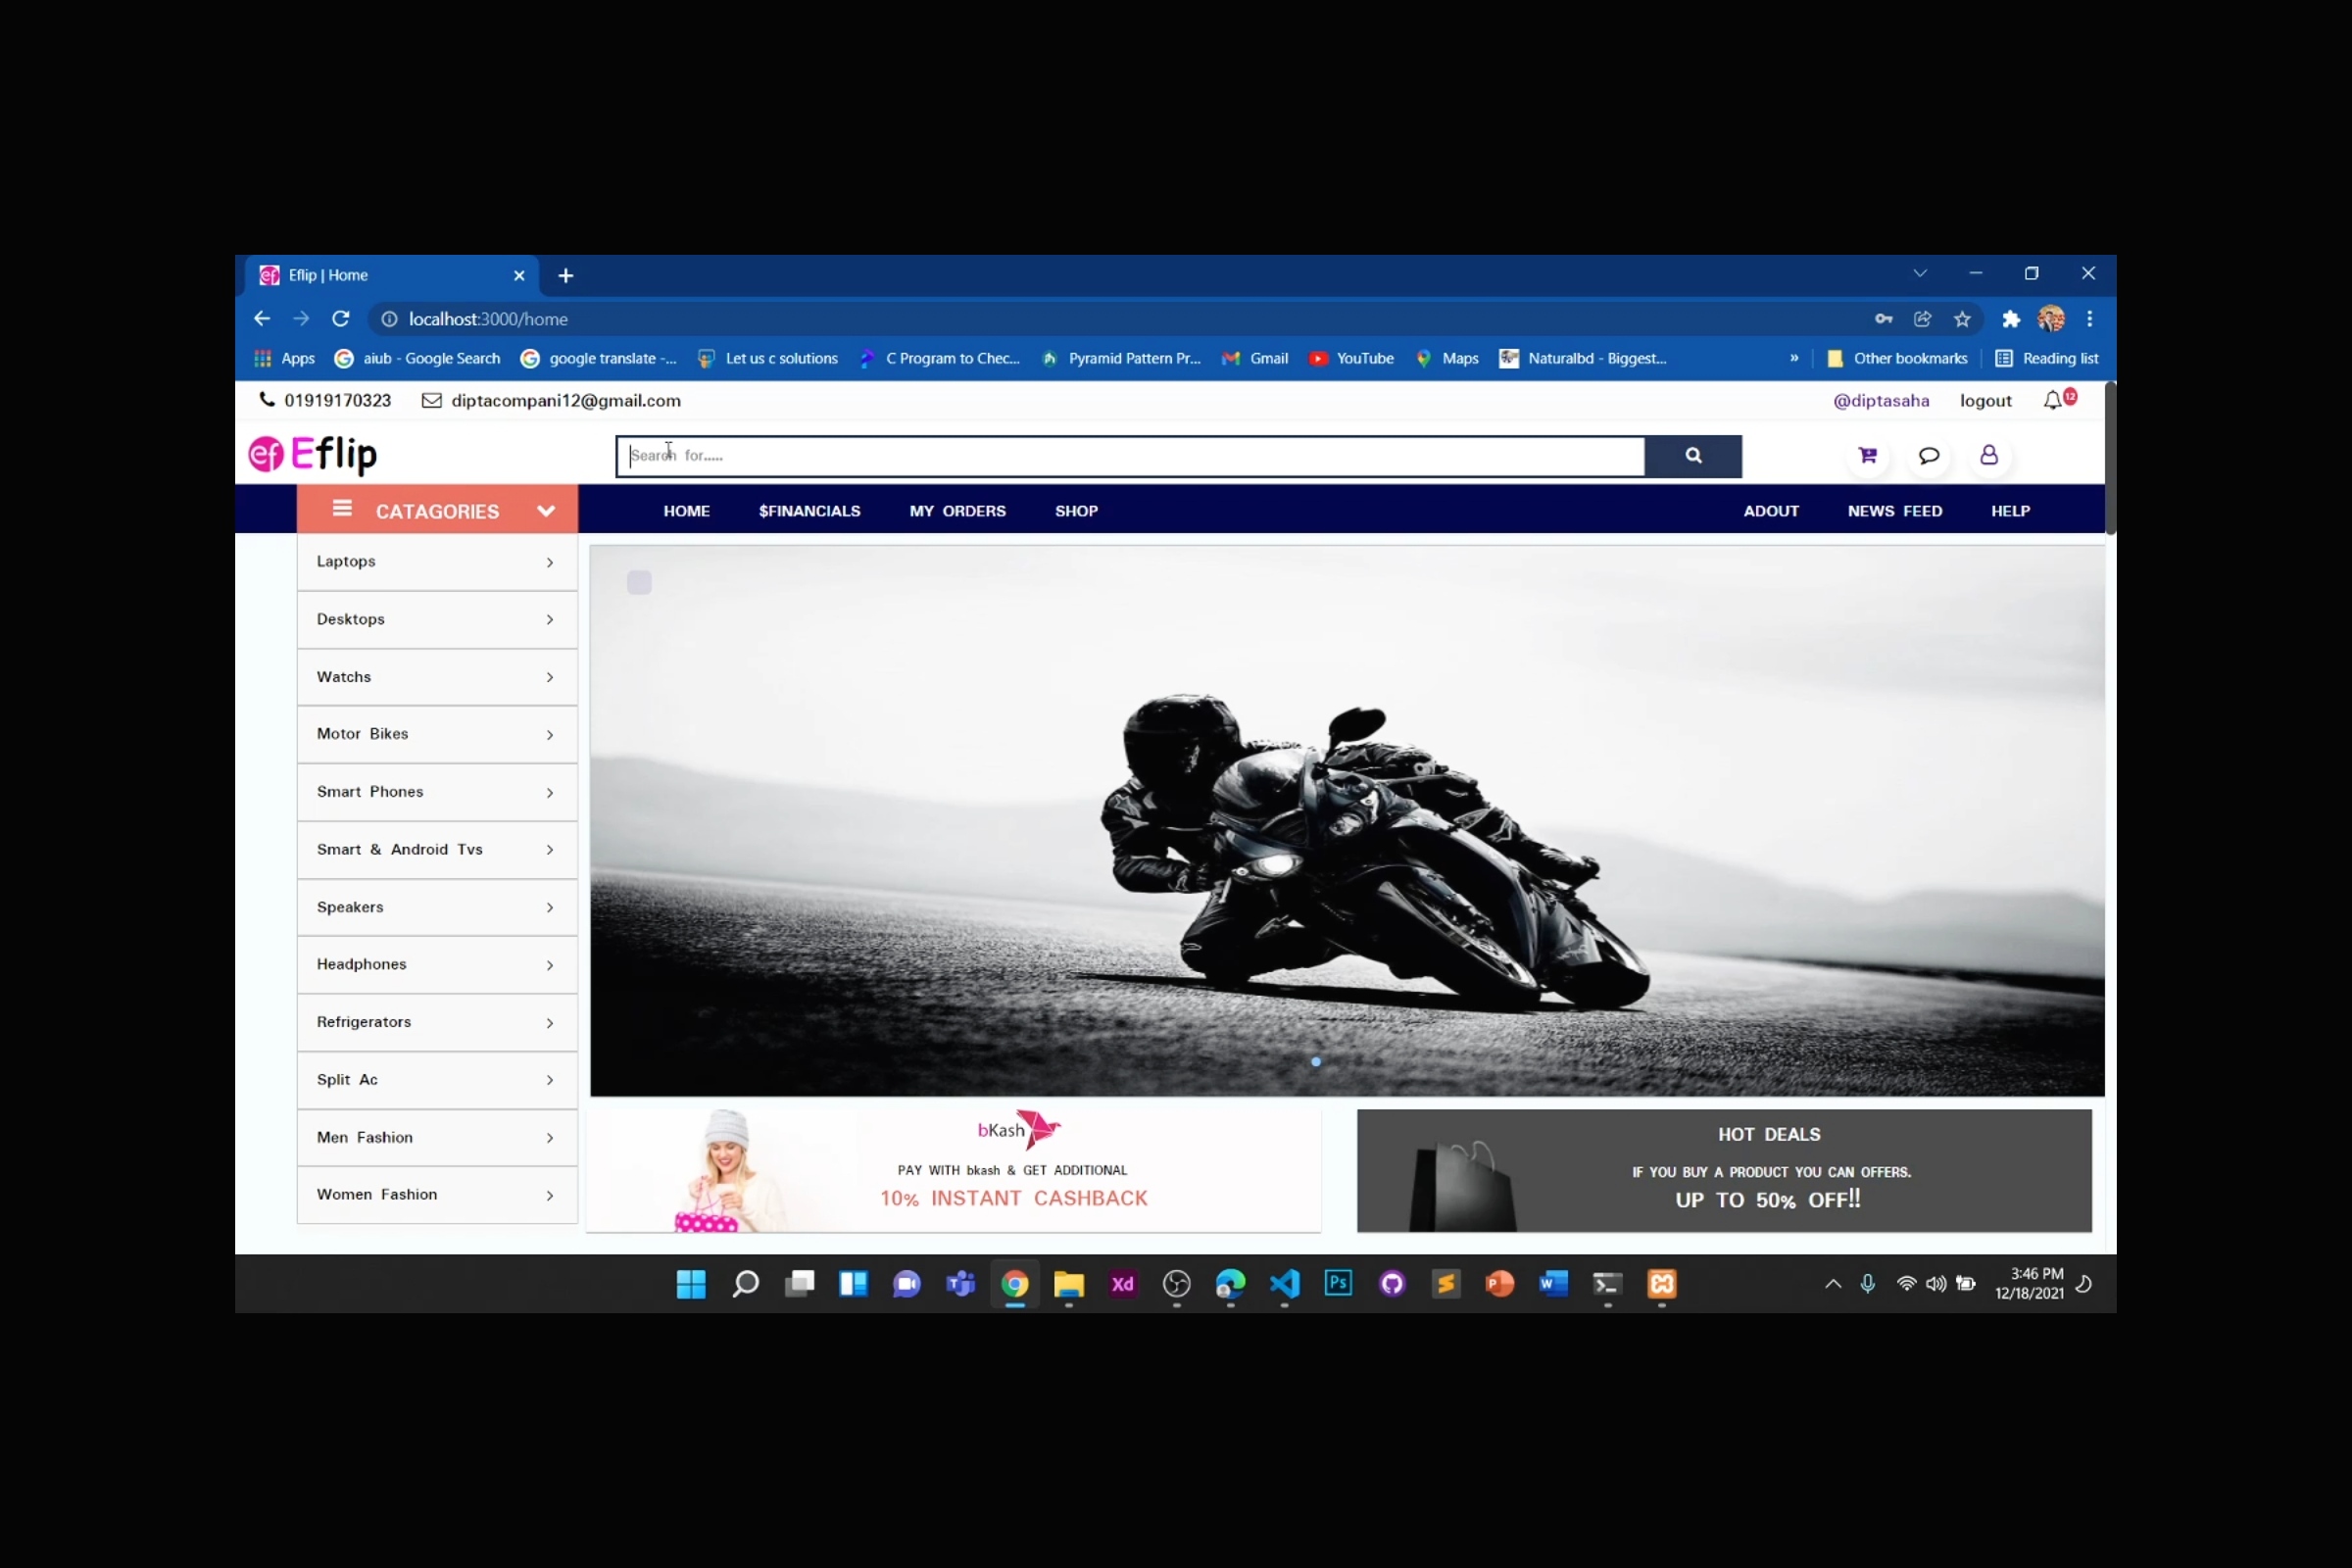 Eflip | Home
localhost:3000/home
Apps aiub - Google Search google translate -... Let us c solutions C Program to Chec... Pyramid Pattern Pr... Gmail YouTube Maps Naturalbd - Biggest... » Other bookmarks Reading list
01919170323 diptacompani12@gmail.com @diptasaha logout 12
ef Eflip Search for.....
CATAGORIES HOME $FINANCIALS MY ORDERS SHOP ADOUT NEWS FEED HELP
Laptops
Desktops
Watchs
Motor Bikes
Smart Phones
Smart & Android Tvs
Speakers
Headphones
Refrigerators
Split Ac
Men Fashion
Women Fashion
bKash
PAY WITH bkash & GET ADDITIONAL
10% INSTANT CASHBACK
HOT DEALS
IF YOU BUY A PRODUCT YOU CAN OFFERS.
UP TO 50% OFF!!
Xd Ps
3:46 PM
12/18/2021